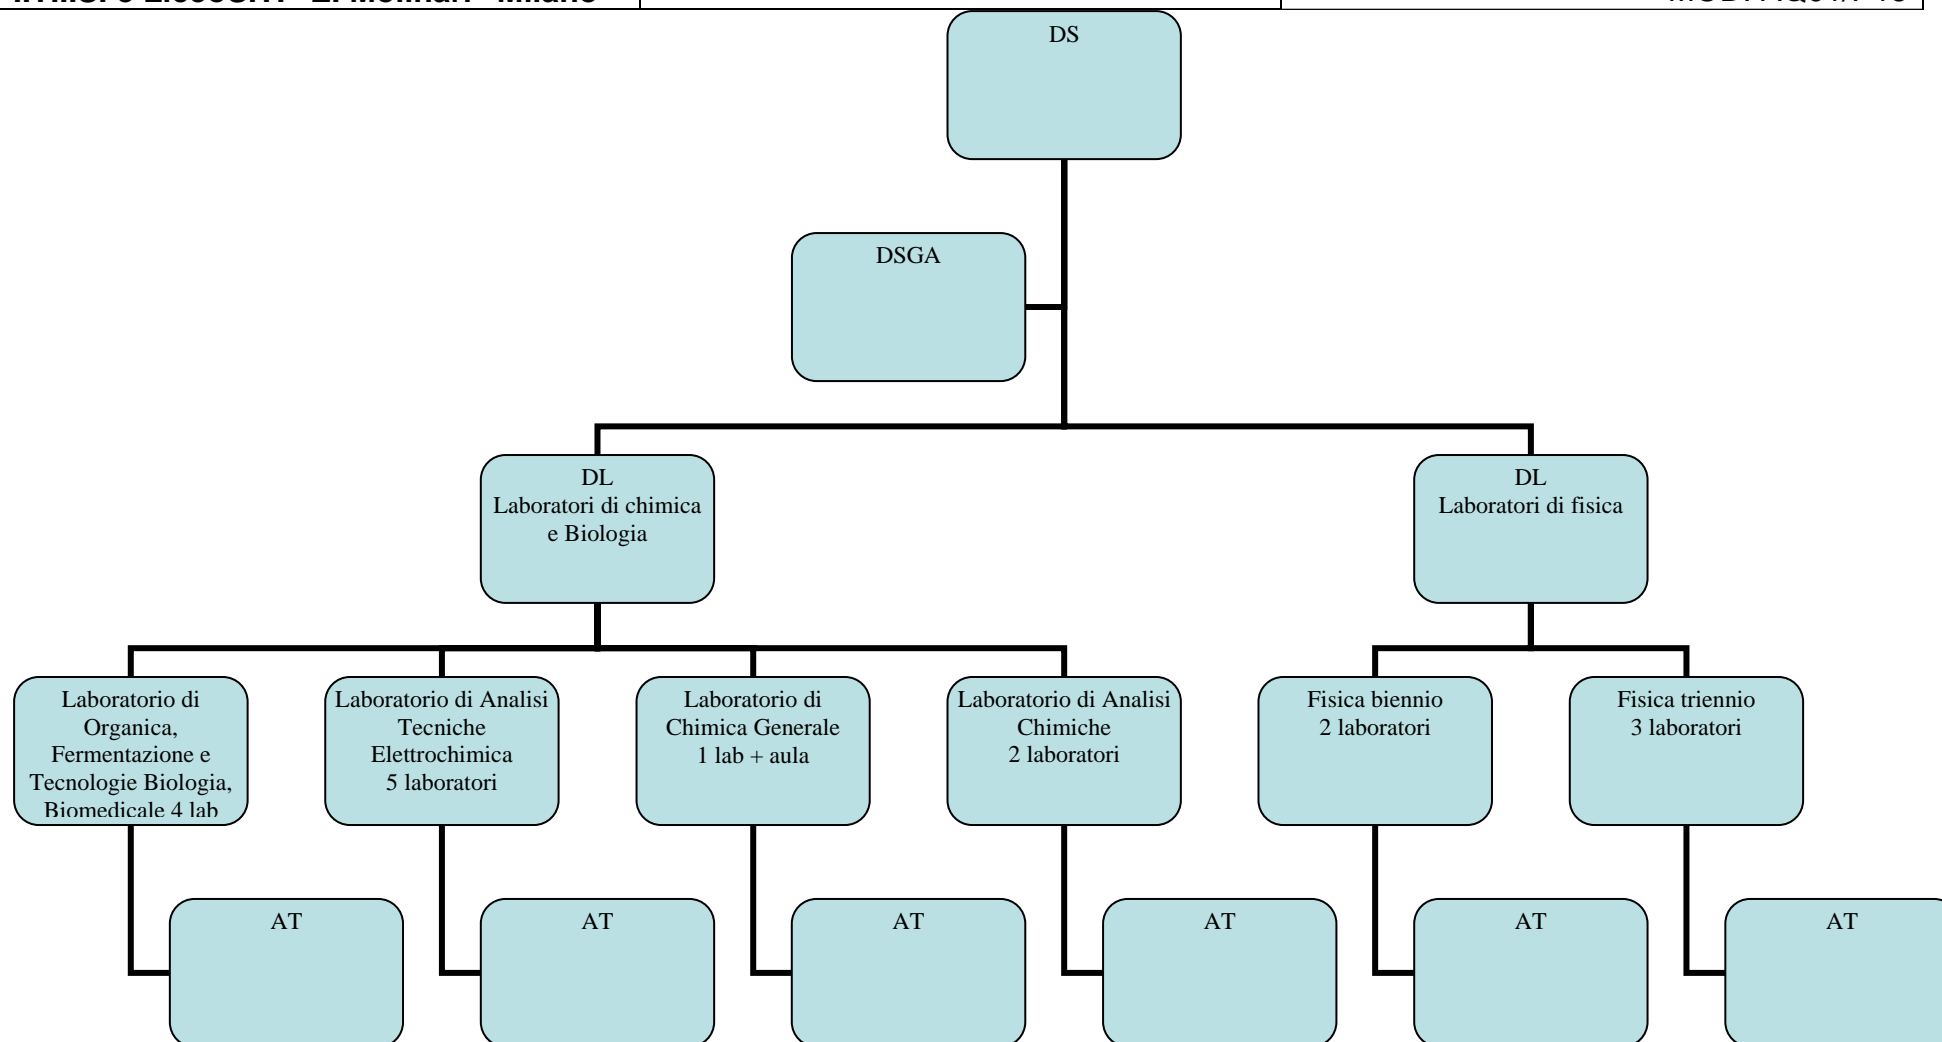 DS
DSGA
DL
Laboratori di chimica
e Biologia
DL
Laboratori di fisica
Laboratorio di
Organica,
Fermentazione e
Tecnologie Biologia,
Biomedicale 4 lab
Laboratorio di Analisi
Tecniche
Elettrochimica
5 laboratori
Laboratorio di
Chimica Generale
1 lab + aula
Laboratorio di Analisi
Chimiche
2 laboratori
Fisica biennio
2 laboratori
Fisica triennio
3 laboratori
AT
AT
AT
AT
AT
AT